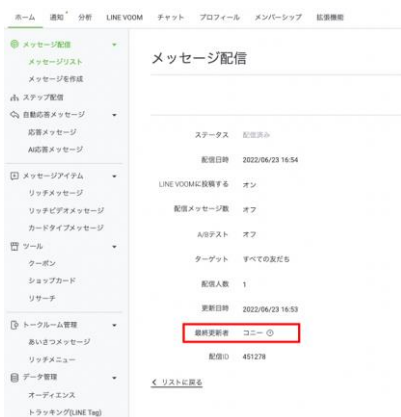 ホーム 通知 分析 LINE VOOM チャット プロフィール メンバーシップ 拡張機能
メッセージ配信
メッセージリスト
メッセージを作成
ステップ配信
自動応答メッセージ
応答メッセージ
AI応答メッセージ
メッセージアイテム
リッチメッセージ
リッチビデオメッセージ
カードタイプメッセージ
ツール
クーポン
ショップカード
リサーチ
トークルーム管理
あいさつメッセージ
リッチメニュー
データ管理
オーディエンス
トラッキング(LINE Tag)
メッセージ配信
ステータス 配信済み
配信日時 2022/06/23 16:54
LINE VOOMに投稿する オン
配信メッセージ数 オフ
A/Bテスト オフ
ターゲット すべての友だち
配信人数 1
更新日時 2022/06/23 16:53
最終更新者 コニー
配信ID 451278
< リストに戻る